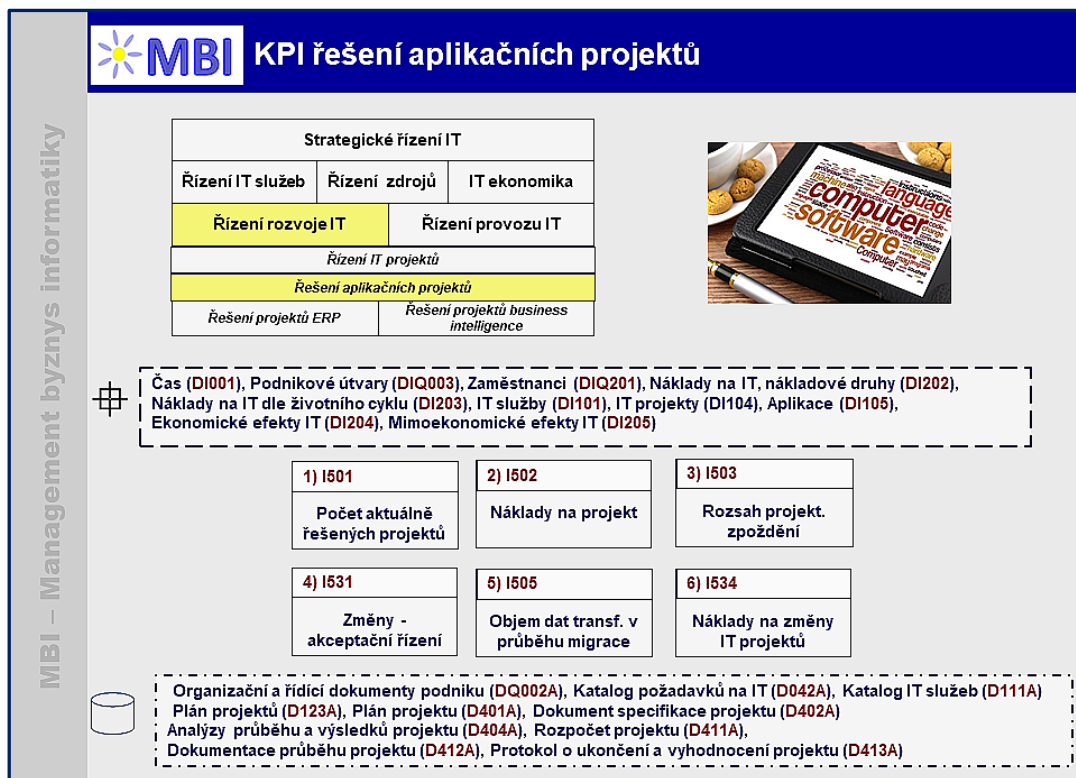 MBI – Management byznys informatiky
MBI
KPI řešení aplikačních projektů
Strategické řízení IT
Řízení IT služeb
Řízení zdrojů
IT ekonomika
Řízení rozvoje IT
Řízení provozu IT
Řízení IT projektů
Řešení aplikačních projektů
Řešení projektů ERP
Řešení projektů business
intelligence
instructions
language
machine
computer
software
Computer
Čas (DI001), Podnikové útvary (DIQ003), Zaměstnanci (DIQ201), Náklady na IT, nákladové druhy (DI202),
Náklady na IT dle životního cyklu (DI203), IT služby (DI101), IT projekty (DI104), Aplikace (DI105),
Ekonomické efekty IT (DI204), Mimoekonomické efekty IT (DI205)
1) I501
Počet aktuálně
řešených projektů
2) I502
Náklady na projekt
3) I503
Rozsah projekt.
zpoždění
4) I531
Změny -
akceptační řízení
5) I505
Objem dat transf. v
průběhu migrace
6) I534
Náklady na změny
IT projektů
Organizační a řídící dokumenty podniku (DQ002A), Katalog požadavků na IT (D042A), Katalog IT služeb (D111A)
Plán projektů (D123A), Plán projektu (D401A), Dokument specifikace projektu (D402A)
Analýzy průběhu a výsledků projektu (D404A), Rozpočet projektu (D411A),
Dokumentace průběhu projektu (D412A), Protokol o ukončení a vyhodnocení projektu (D413A)